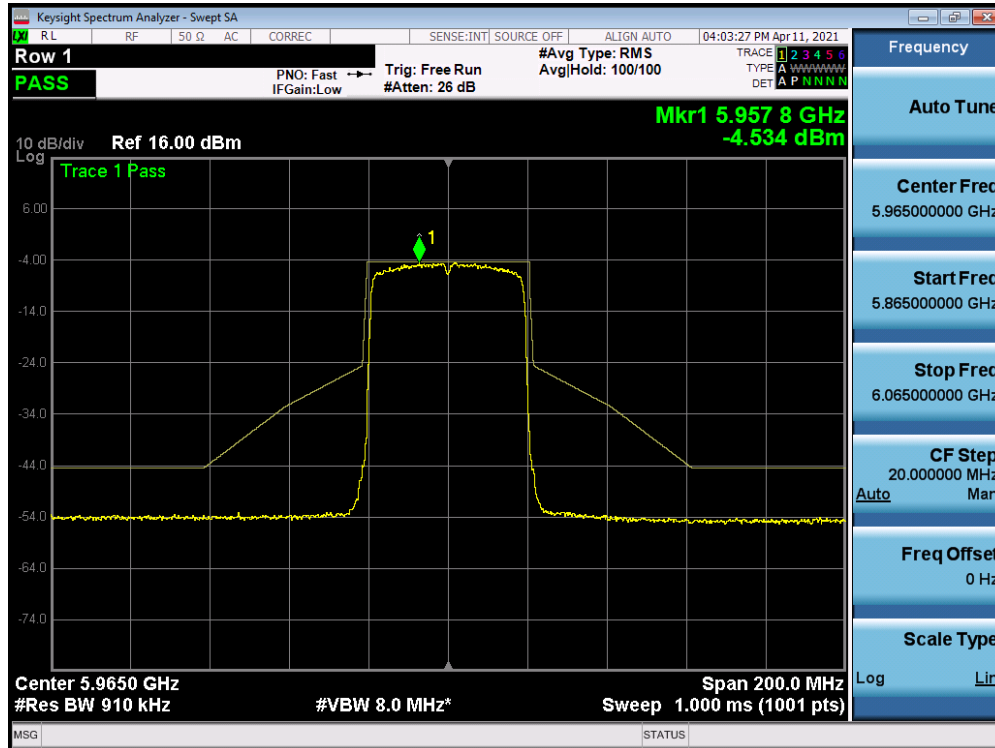 Keysight Spectrum Analyzer - Swept SA
LXI RL RF 50 Ω AC CORREC SENSE:INT SOURCE OFF ALIGN AUTO 04:03:27 PM Apr 11, 2021
Row 1
PASS
PNO: Fast
IFGain:Low
Trig: Free Run
#Atten: 26 dB
#Avg Type: RMS
Avg|Hold: 100/100
TRACE 1 2 3 4 5 6
TYPE A WWWWW
DET A P N N N N
Mkr1 5.957 8 GHz
-4.534 dBm
10 dB/div Ref 16.00 dBm
Log
Trace 1 Pass
1
6.00
-4.00
-14.0
-24.0
-34.0
-44.0
-54.0
-64.0
-74.0
Center 5.9650 GHz Span 200.0 MHz
#Res BW 910 kHz #VBW 8.0 MHz* Sweep 1.000 ms (1001 pts)
MSG STATUS
Frequency
Auto Tune
Center Freq
5.965000000 GHz
Start Freq
5.865000000 GHz
Stop Freq
6.065000000 GHz
CF Step
20.000000 MHz
Auto Man
Freq Offset
0 Hz
Scale Type
Log Lin